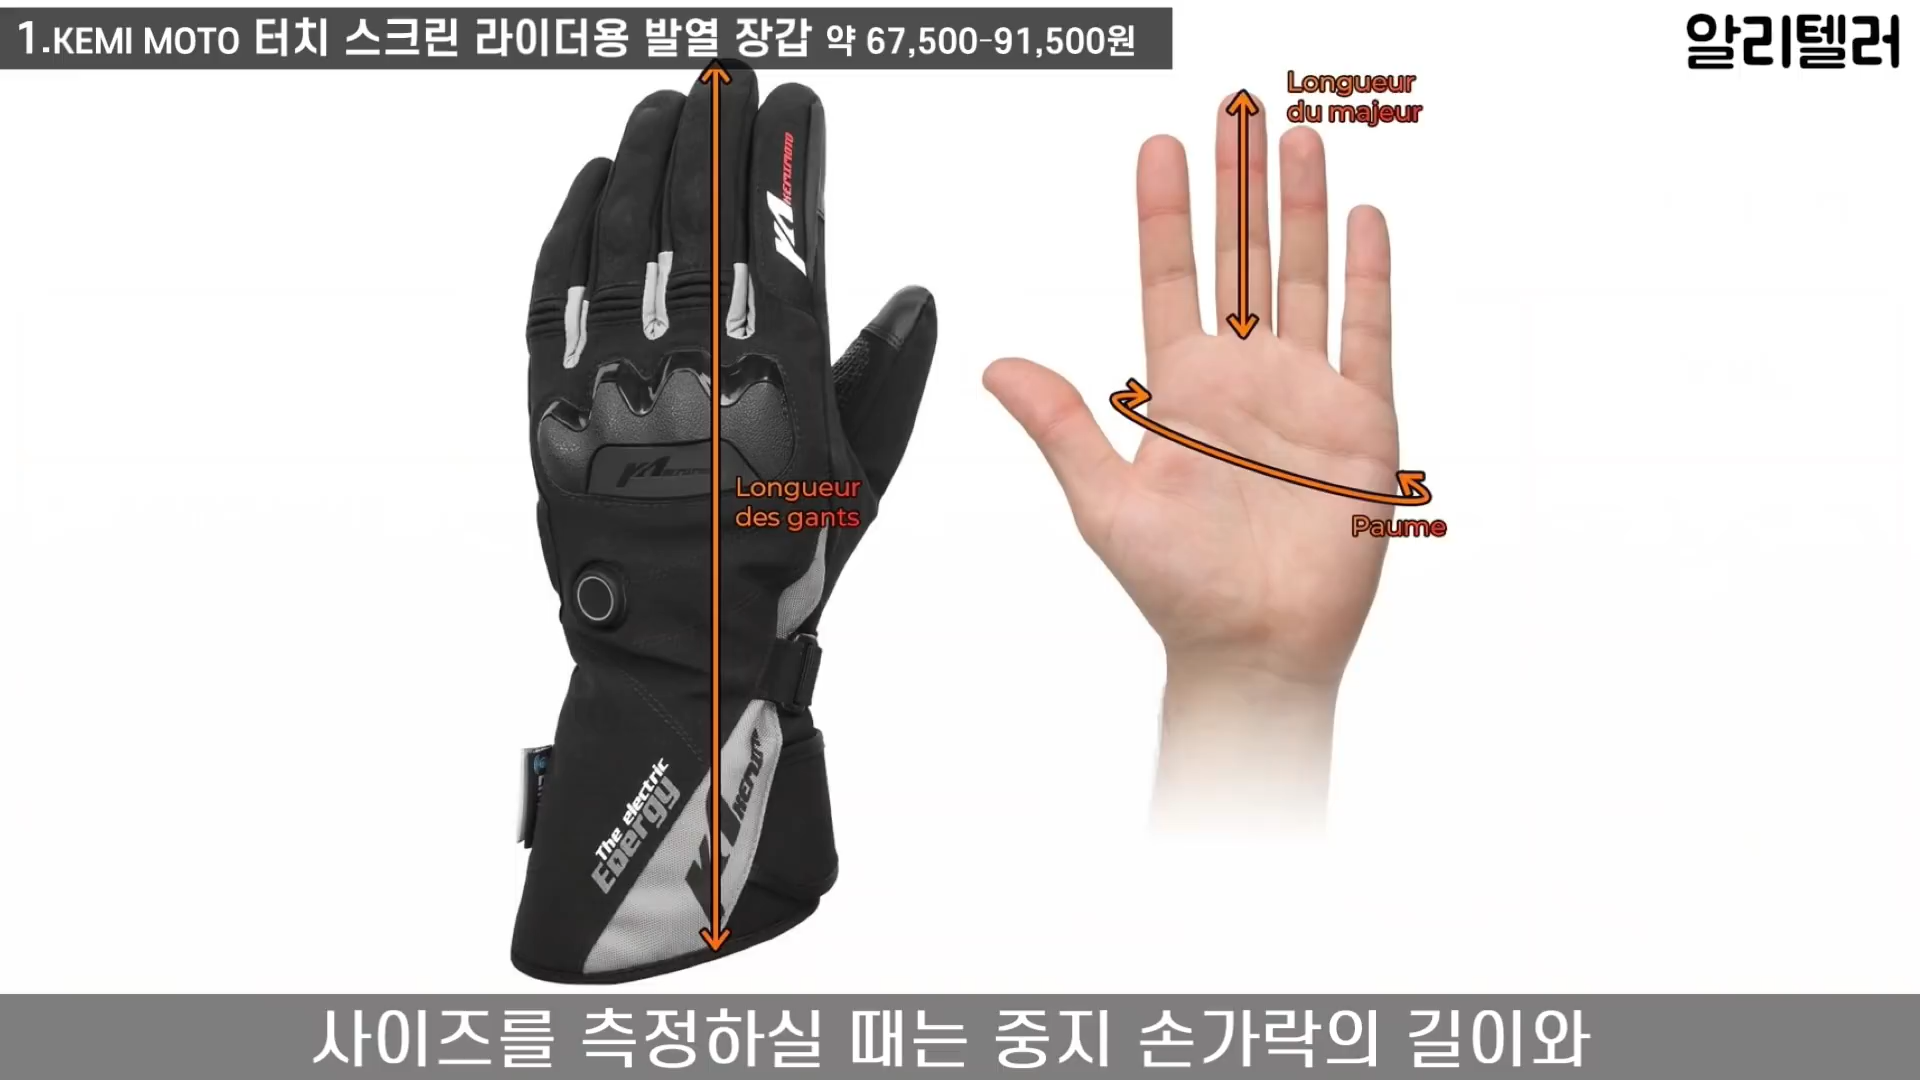 1.KEMI MOTO 터치 스크린 라이더용 발열 장갑 약 67,500-91,500원
알리텔러
Longueur
du majeur
KEMIMOTO
Longueur
des gants
Paume
The electric
Energy
사이즈를 측정하실 때는 중지 손가락의 길이와